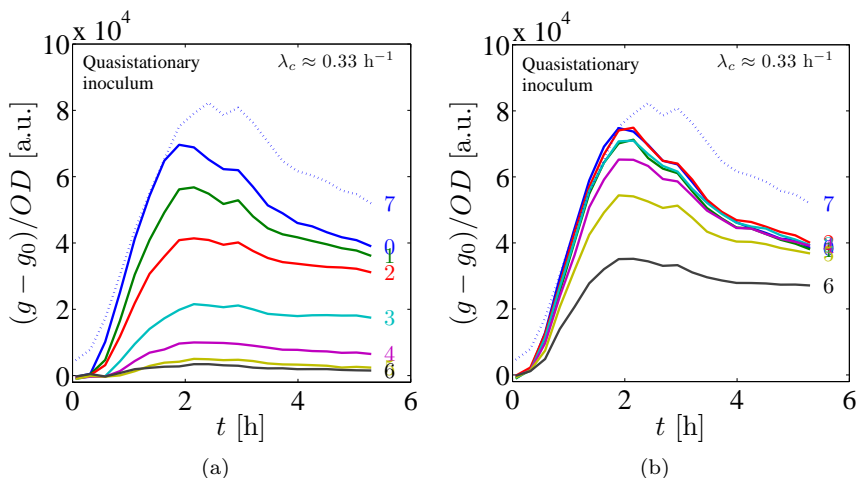 x 10^4
10
Quasistationary
inoculum
λ_c ≈ 0.33 h^{-1}
8
6
4
2
0
(g − g_0)/OD [a.u.]
7
0
1
2
3
4
6
0
2
4
6
t [h]
(a)
x 10^4
10
Quasistationary
inoculum
λ_c ≈ 0.33 h^{-1}
8
6
4
2
0
(g − g_0)/OD [a.u.]
7
5
6
0
2
4
6
t [h]
(b)